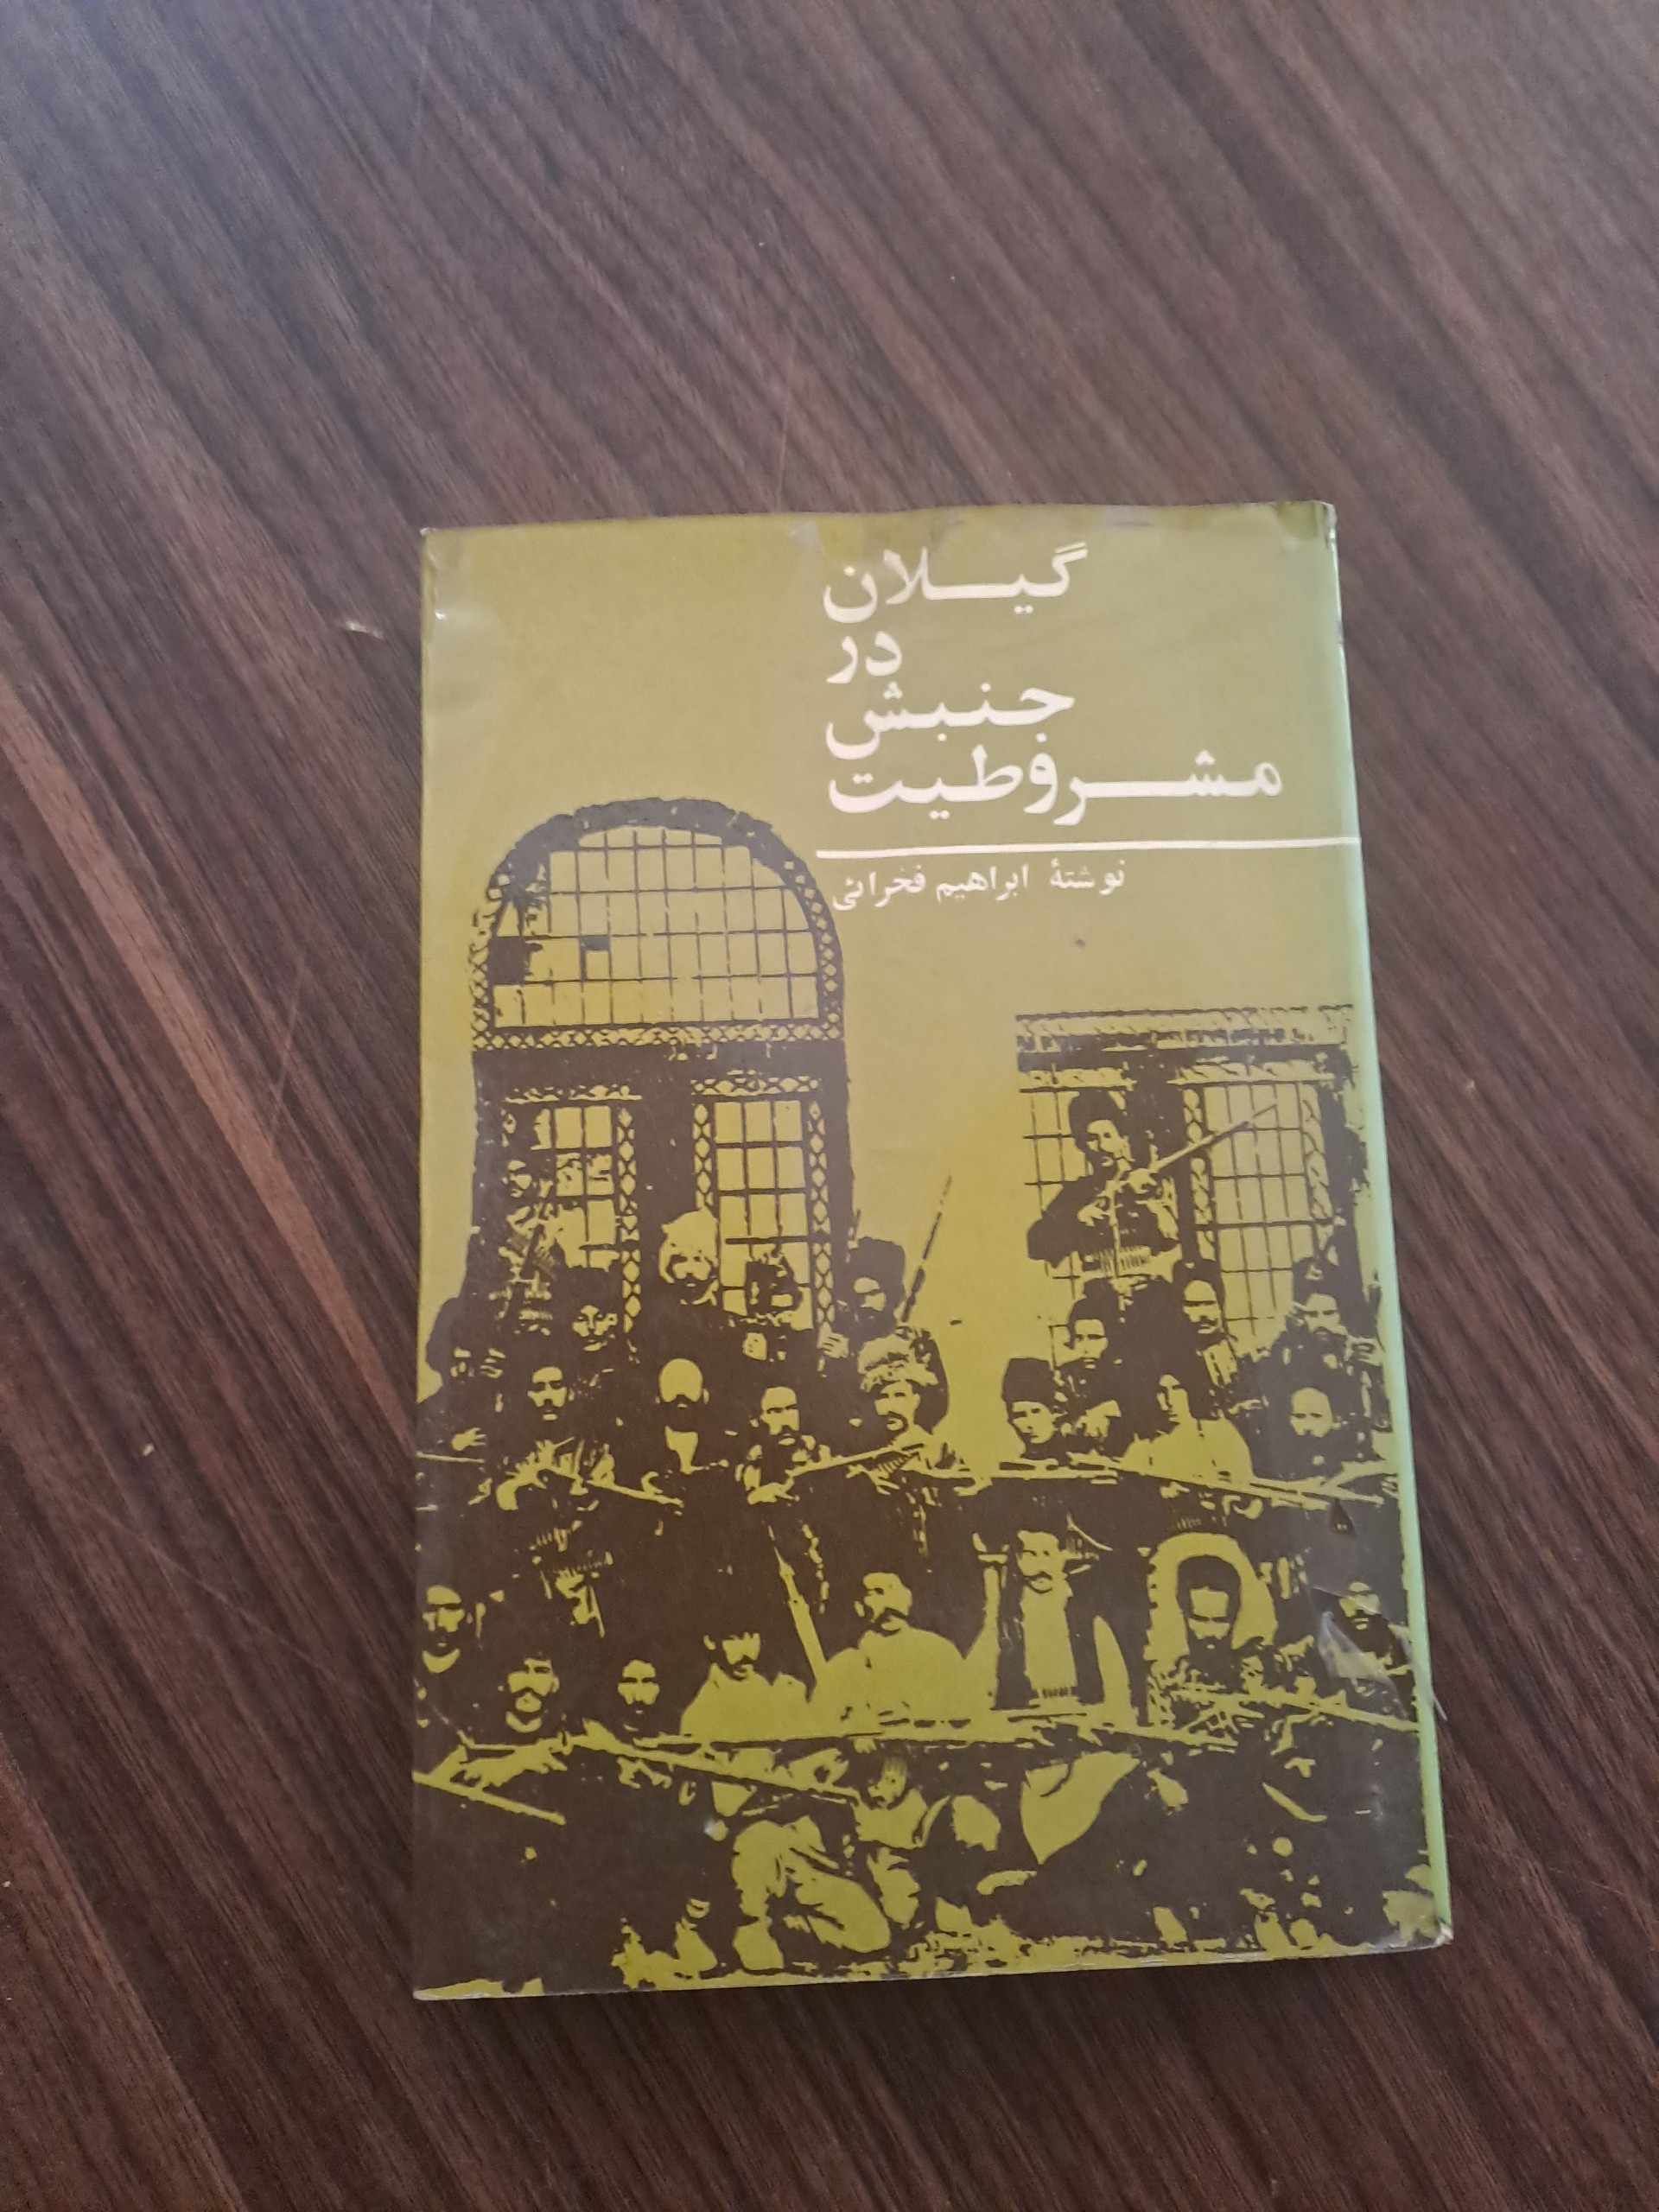 گیلان
در
جنبش
مشروطیت
نوشتهٔ ابراهیم فخرائی